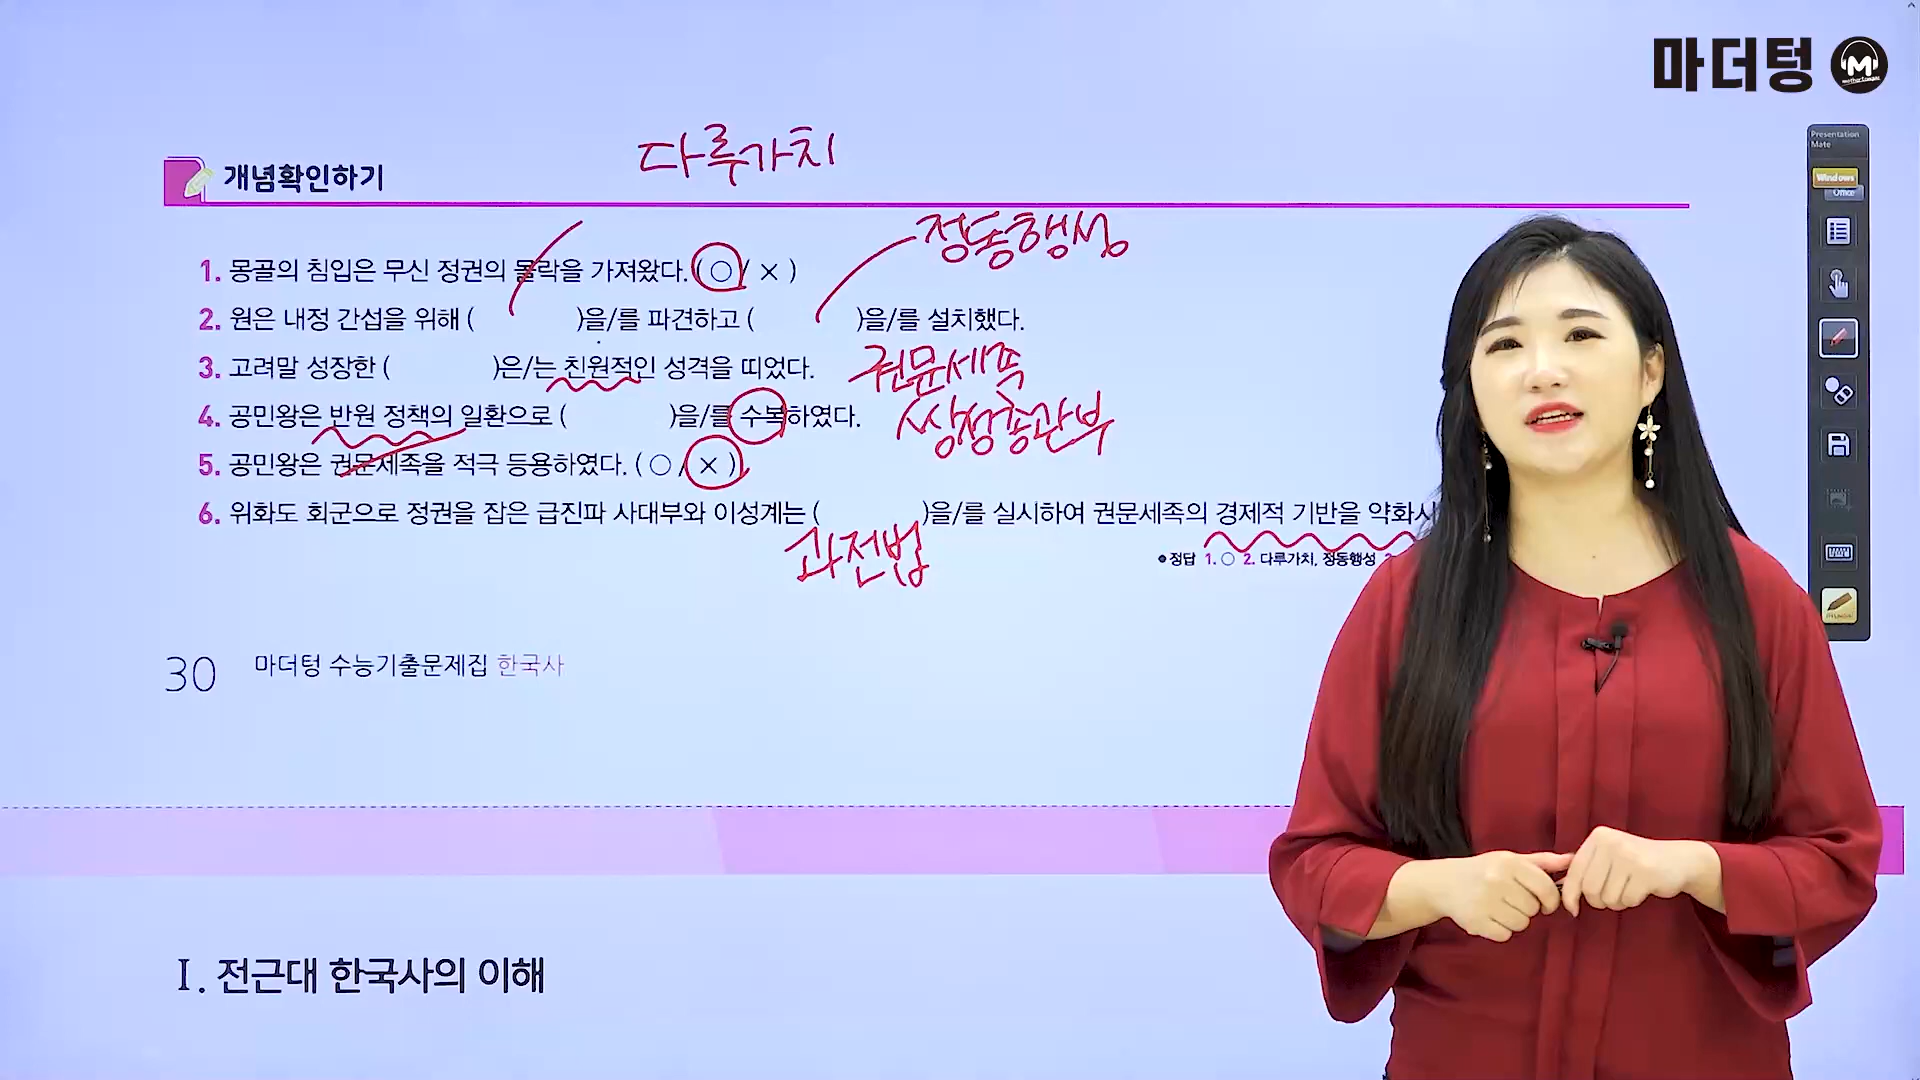 마더텅
M
Presentation Mate
Windows
Office
다루가치
개념확인하기
정동행성
1. 몽골의 침입은 무신 정권의 몰락을 가져왔다. ( ○ / × )
2. 원은 내정 간섭을 위해 ( )을/를 파견하고 ( )을/를 설치했다.
3. 고려말 성장한 ( )은/는 친원적인 성격을 띠었다.
권문세족
4. 공민왕은 반원 정책의 일환으로 ( )을/를 수복하였다.
쌍성총관부
5. 공민왕은 권문세족을 적극 등용하였다. ( ○ / × )
6. 위화도 회군으로 정권을 잡은 급진파 사대부와 이성계는 ( )을/를 실시하여 권문세족의 경제적 기반을 약화시
과전법
정답 1. ○ 2. 다루가치, 정동행성
30 마더텅 수능기출문제집 한국사
I. 전근대 한국사의 이해